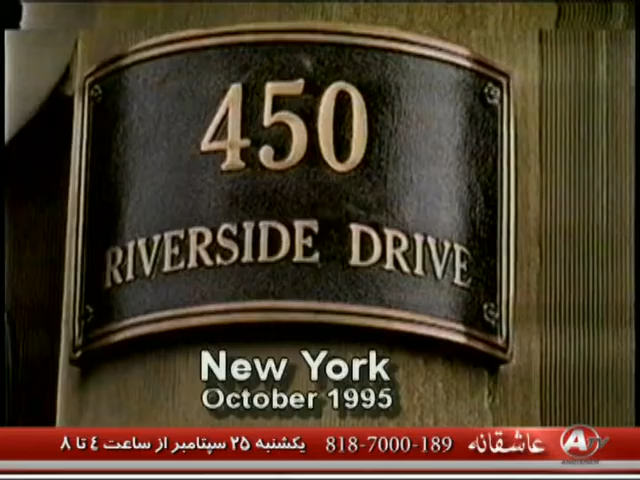 450
RIVERSIDE DRIVE
New York
October 1995
یکشنبه ۲۵ سپتامبر از ساعت ٤ تا ۸ 818-7000-189 عاشقانه ATV